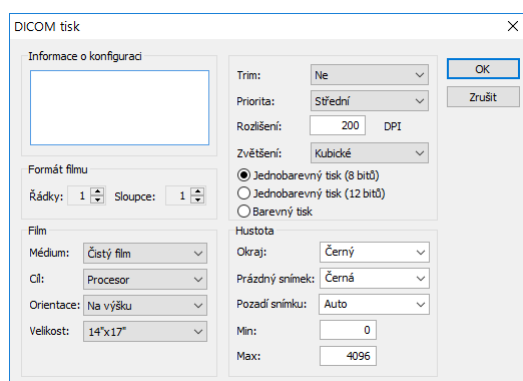 DICOM tisk
Informace o konfiguraci
Formát filmu
Řádky: 1 Sloupce: 1
Film
Médium: Čistý film
Cíl: Procesor
Orientace: Na výšku
Velikost: 14"x17"
Trim: Ne
Priorita: Střední
Rozlišení: 200 DPI
Zvětšení: Kubické
Jednobarevný tisk (8 bitů)
Jednobarevný tisk (12 bitů)
Barevný tisk
Hustota
Okraj: Černý
Prázdný snímek: Černá
Pozadí snímku: Auto
Min: 0
Max: 4096
OK
Zrušit